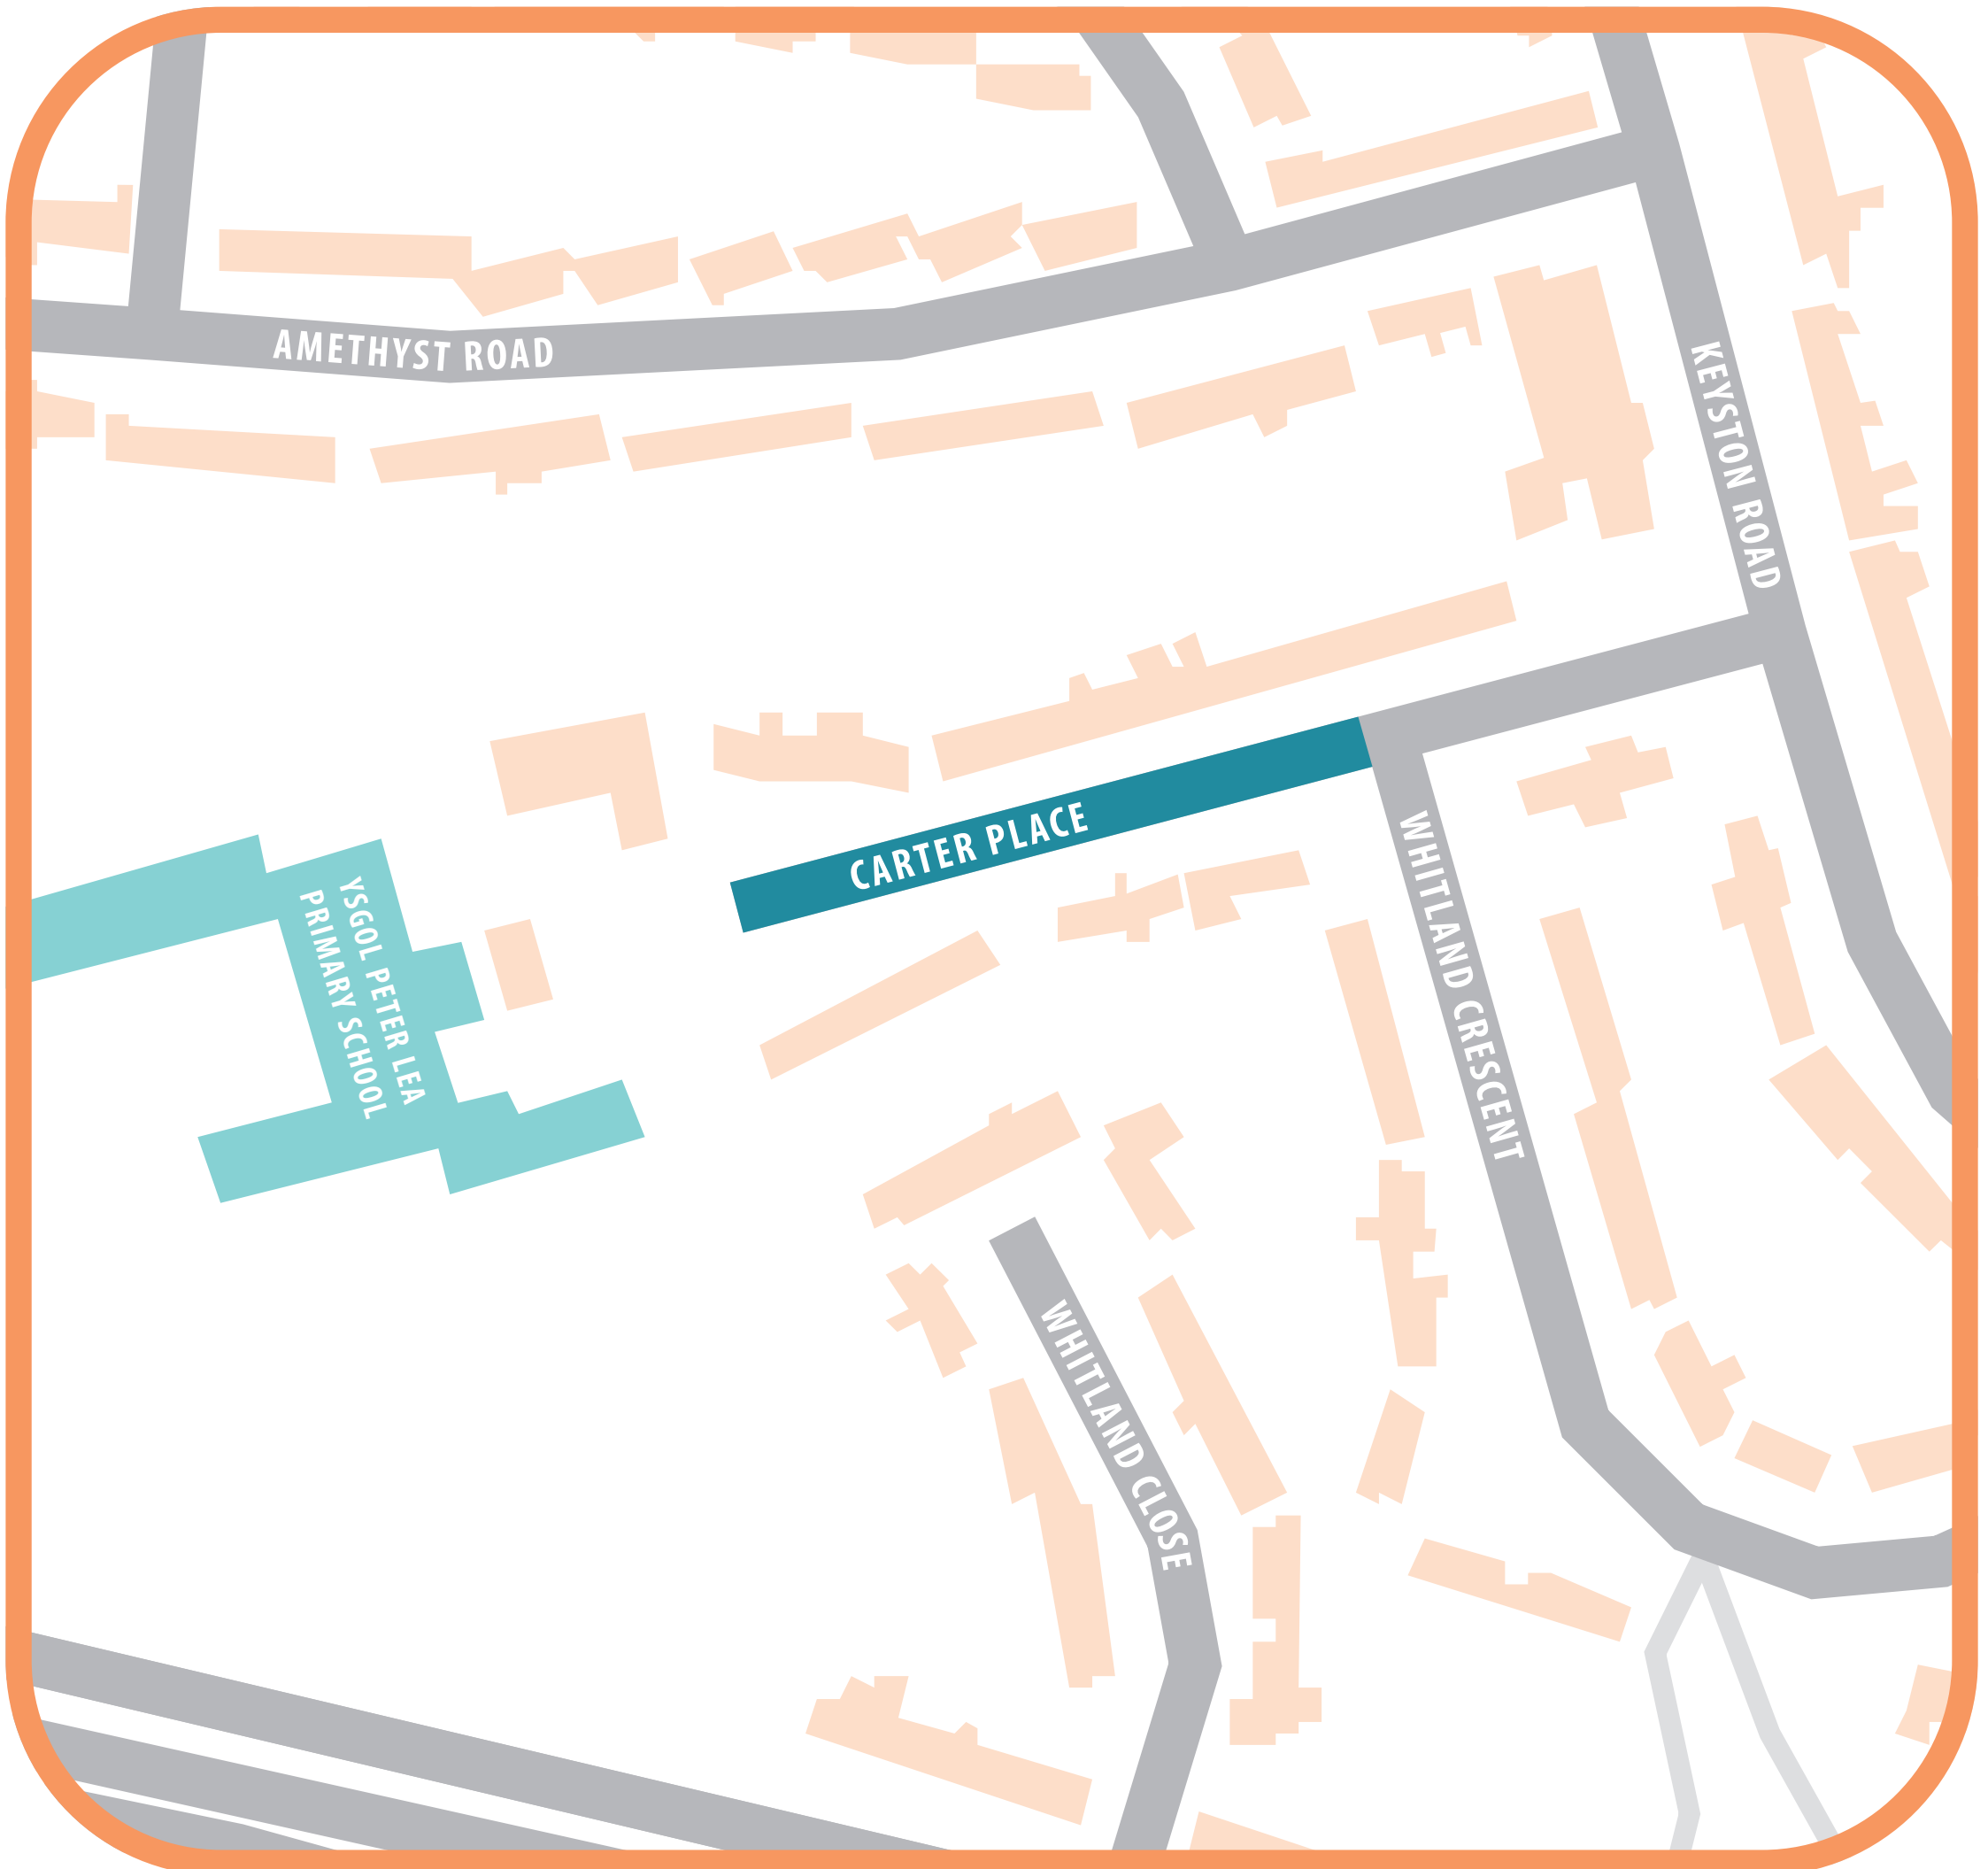 AMETHYST ROAD
KEYSTON ROAD
CARTER PLACE
YSGOL PETER LEA
PRIMARY SCHOOL
WHITLAND CRESCENT
WHITLAND CLOSE